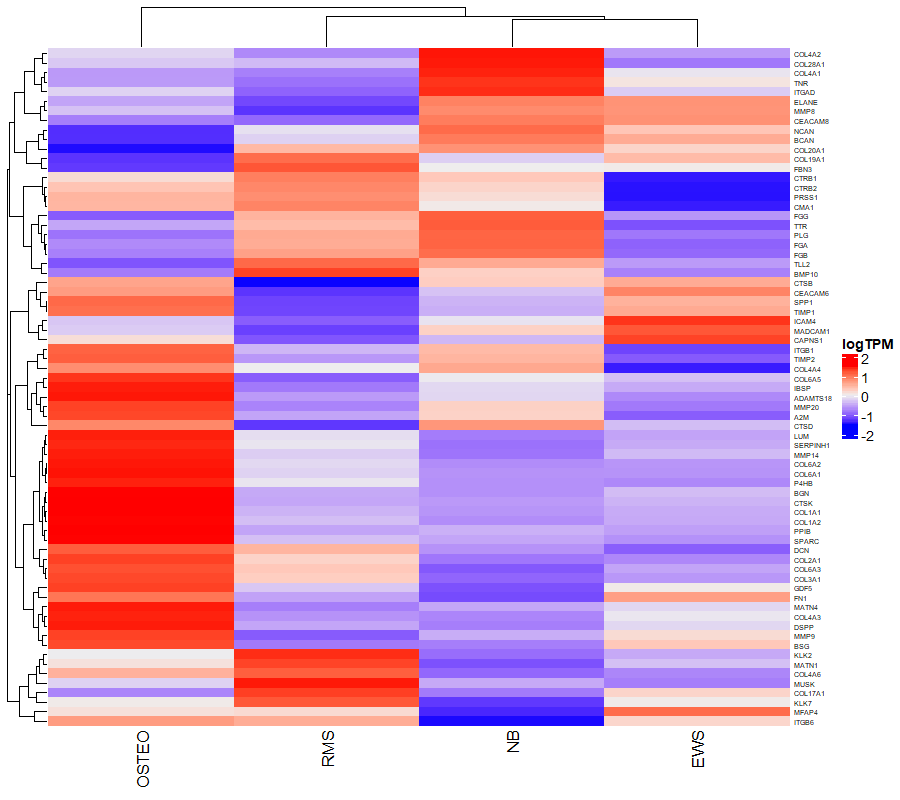 COL4A2
COL28A1
COL4A1
TNR
ITGAD
ELANE
MMP8
CEACAM8
NCAN
BCAN
COL20A1
COL19A1
FBN3
CTRB1
CTRB2
PRSS1
CMA1
FGG
TTR
PLG
FGA
FGB
TLL2
BMP10
CTSB
CEACAM6
SPP1
TIMP1
ICAM4
MADCAM1
CAPNS1
ITGB1
TIMP2
COL4A4
COL6A5
IBSP
ADAMTS18
MMP20
A2M
CTSD
LUM
SERPINH1
MMP14
COL6A2
COL6A1
P4HB
BGN
CTSK
COL1A1
COL1A2
PPIB
SPARC
DCN
COL2A1
COL6A3
COL3A1
GDF5
FN1
MATN4
COL4A3
DSPP
MMP9
BSG
KLK2
MATN1
COL4A6
MUSK
COL17A1
KLK7
MFAP4
ITGB6
OSTEO
RMS
NB
EWS
logTPM
2
1
0
-1
-2